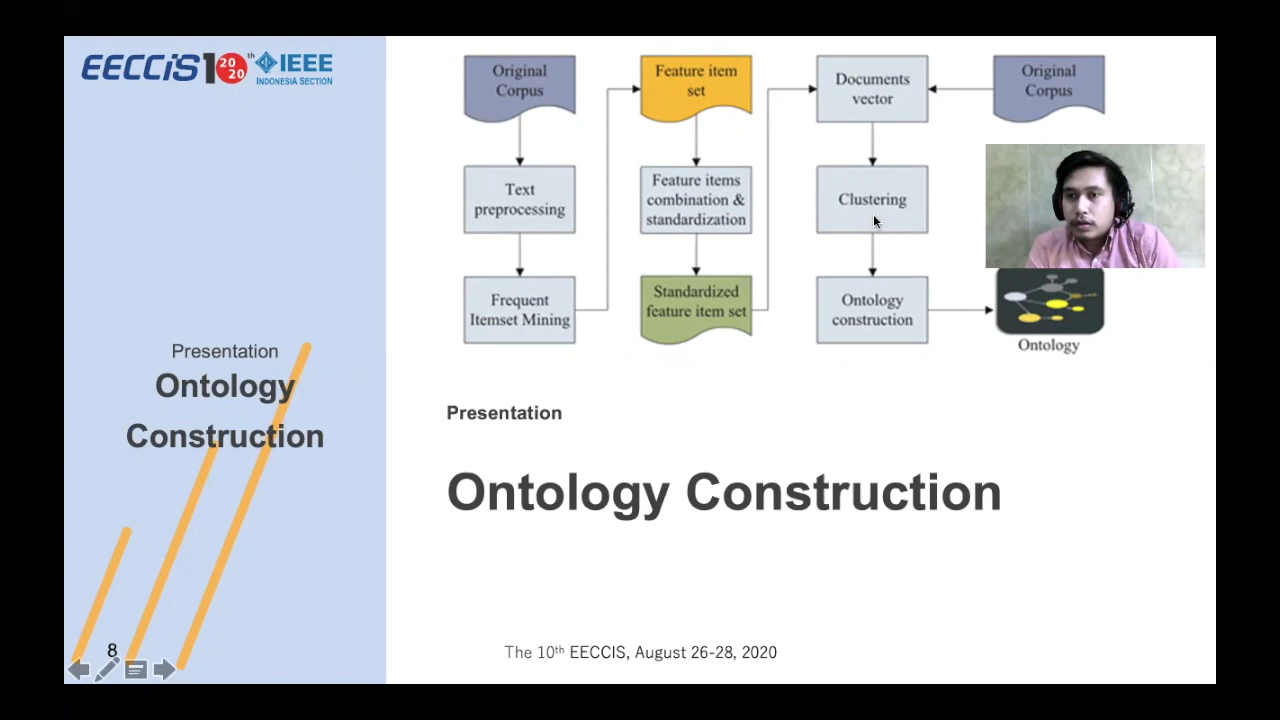 EECCiS 10th
20
20
IEEE
INDONESIA SECTION
Original
Corpus
Feature item
set
Documents
vector
Original
Corpus
Text
preprocessing
Feature items
combination &
standardization
Clustering
Frequent
Itemset Mining
Standardized
feature item set
Ontology
construction
Ontology
Presentation
Ontology
Construction
Presentation
Ontology Construction
8
The 10th EECCIS, August 26-28, 2020